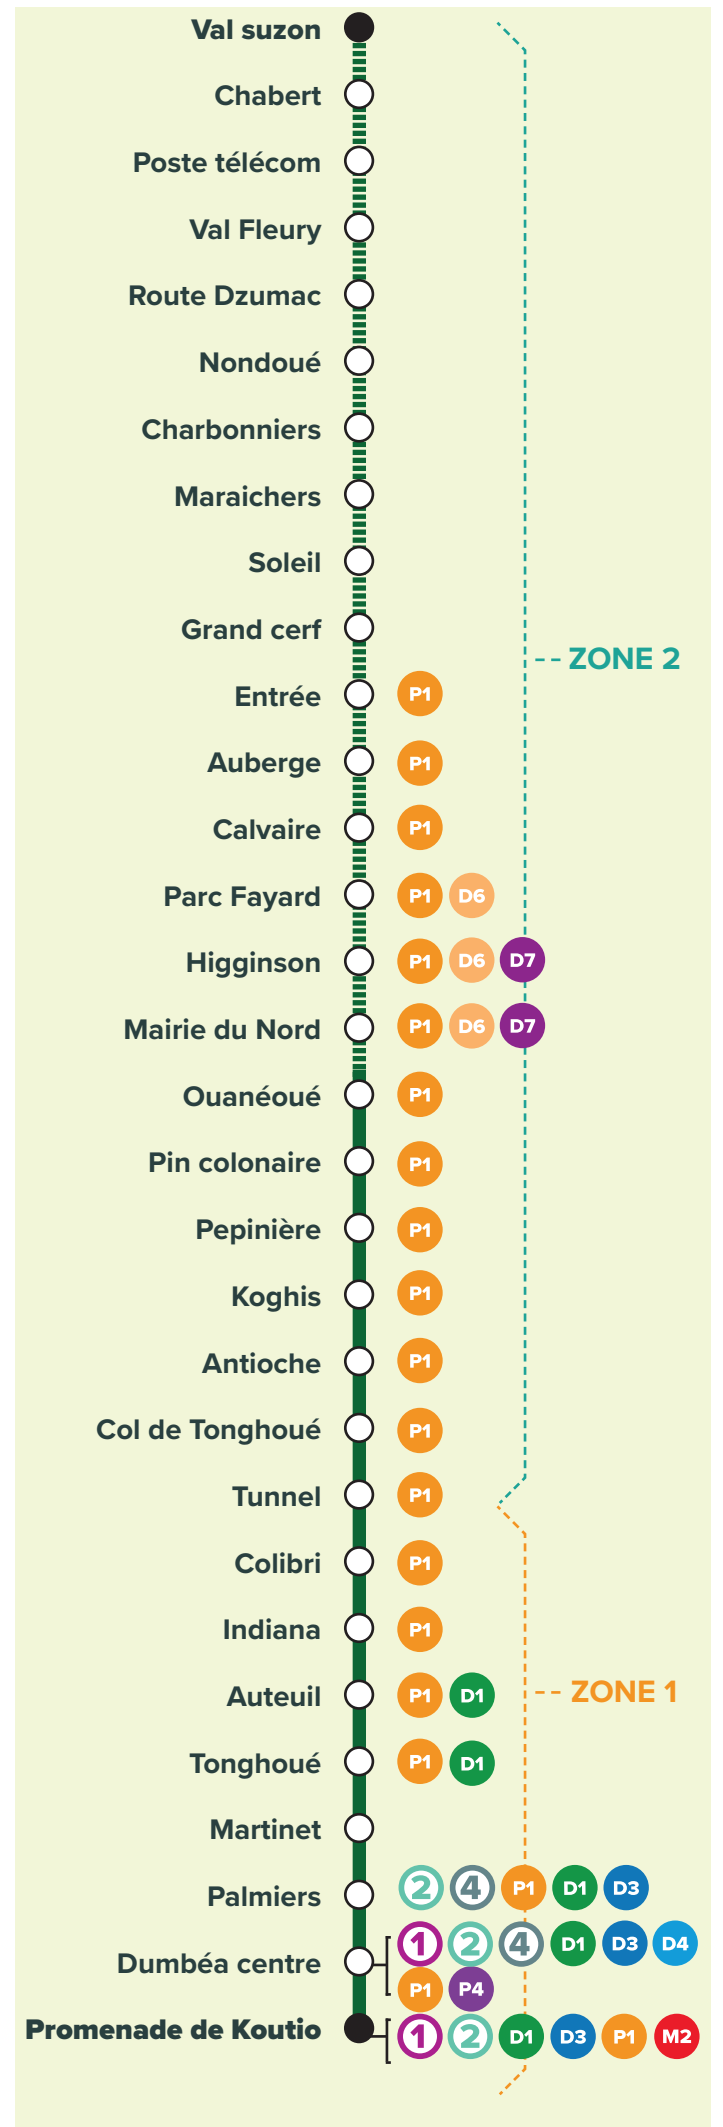 Val suzon
Chabert
Poste télécom
Val Fleury
Route Dzumac
Nondoué
Charbonniers
Maraichers
Soleil
Grand cerf
ZONE 2
Entrée P1
Auberge P1
Calvaire P1
Parc Fayard P1 D6
Higginson P1 D6 D7
Mairie du Nord P1 D6 D7
Ouanéoué P1
Pin colonaire P1
Pepinière P1
Koghis P1
Antioche P1
Col de Tonghoué P1
Tunnel P1
Colibri P1
Indiana P1
Auteuil P1 D1 ZONE 1
Tonghoué P1 D1
Martinet
Palmiers 2 4 P1 D1 D3
Dumbéa centre 1 2 4 D1 D3 D4
P1 P4
Promenade de Koutio 1 2 D1 D3 P1 M2